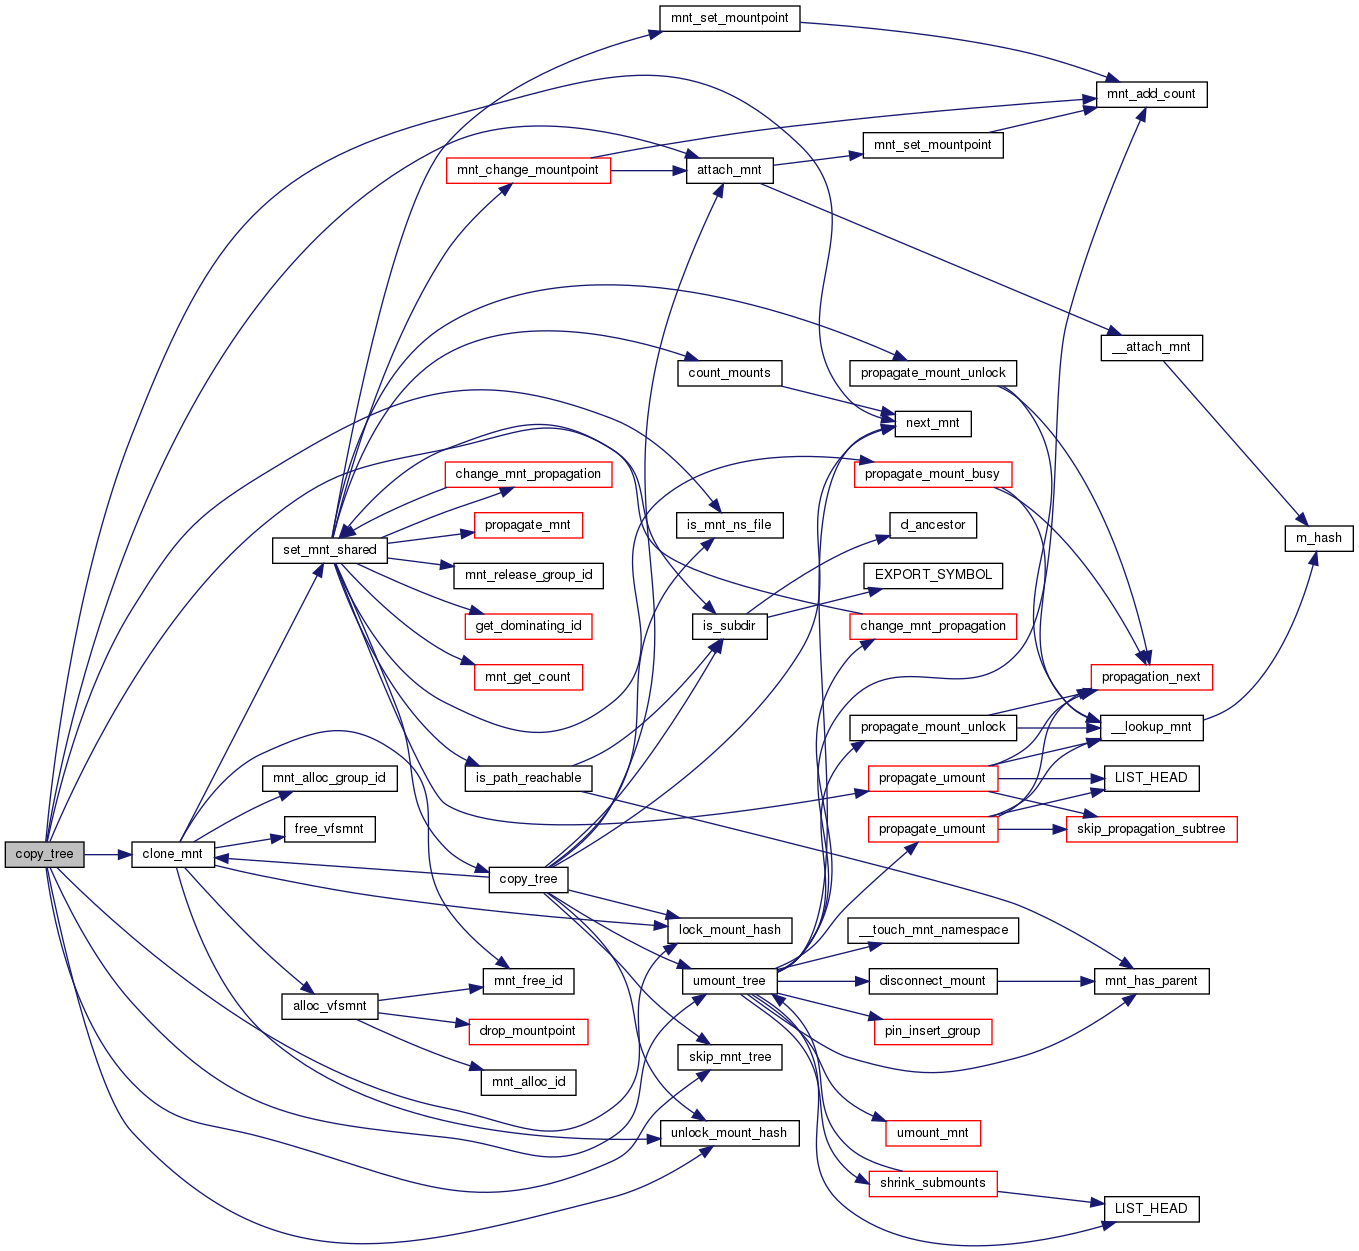 mnt_set_mountpoint
mnt_add_count
mnt_set_mountpoint
mnt_change_mountpoint
attach_mnt
__attach_mnt
count_mounts
propagate_mount_unlock
next_mnt
change_mnt_propagation
propagate_mount_busy
propagate_mnt
is_mnt_ns_file
d_ancestor
m_hash
set_mnt_shared
mnt_release_group_id
EXPORT_SYMBOL
get_dominating_id
is_subdir
change_mnt_propagation
mnt_get_count
propagation_next
propagate_mount_unlock
__lookup_mnt
mnt_alloc_group_id
is_path_reachable
propagate_umount
LIST_HEAD
free_vfsmnt
propagate_umount
skip_propagation_subtree
copy_tree
clone_mnt
copy_tree
lock_mount_hash
__touch_mnt_namespace
mnt_free_id
umount_tree
disconnect_mount
mnt_has_parent
alloc_vfsmnt
drop_mountpoint
pin_insert_group
skip_mnt_tree
mnt_alloc_id
unlock_mount_hash
umount_mnt
shrink_submounts
LIST_HEAD